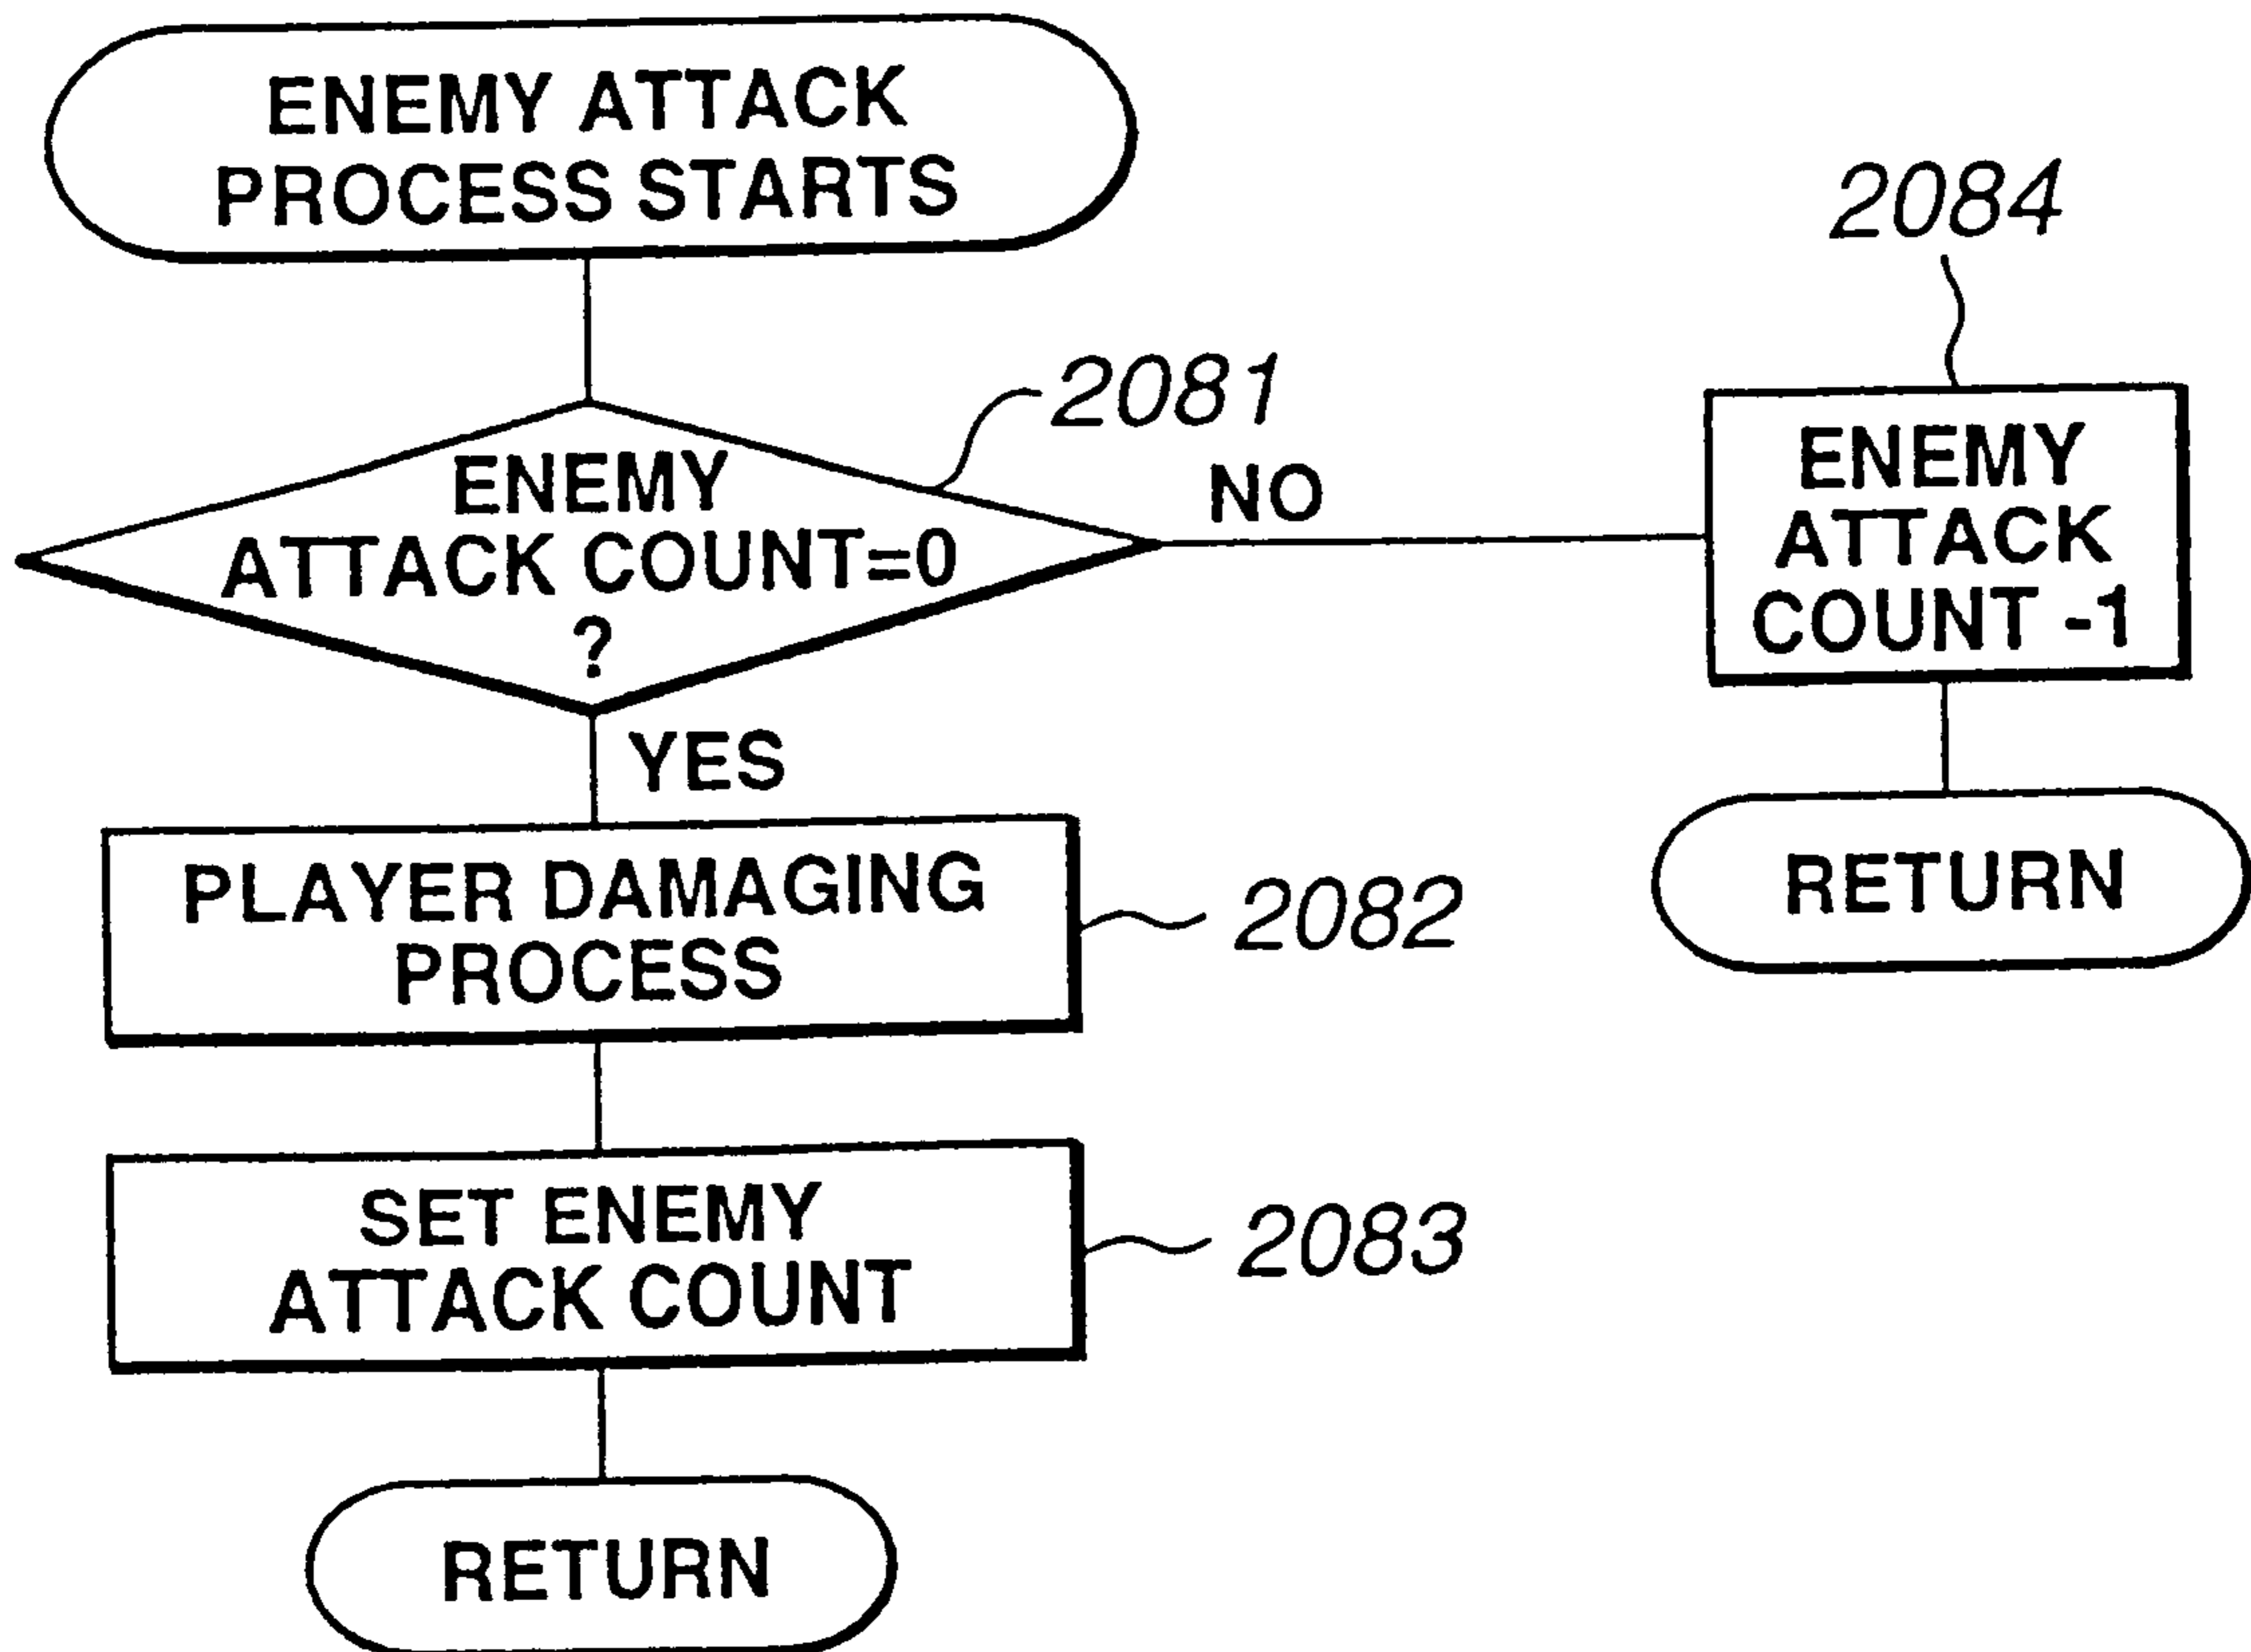 ENEMY ATTACK
PROCESS STARTS
2084
2081
ENEMY
ATTACK COUNT=0
?
NO
ENEMY
ATTACK
COUNT -1
YES
RETURN
PLAYER DAMAGING
PROCESS
2082
SET ENEMY
ATTACK COUNT
2083
RETURN